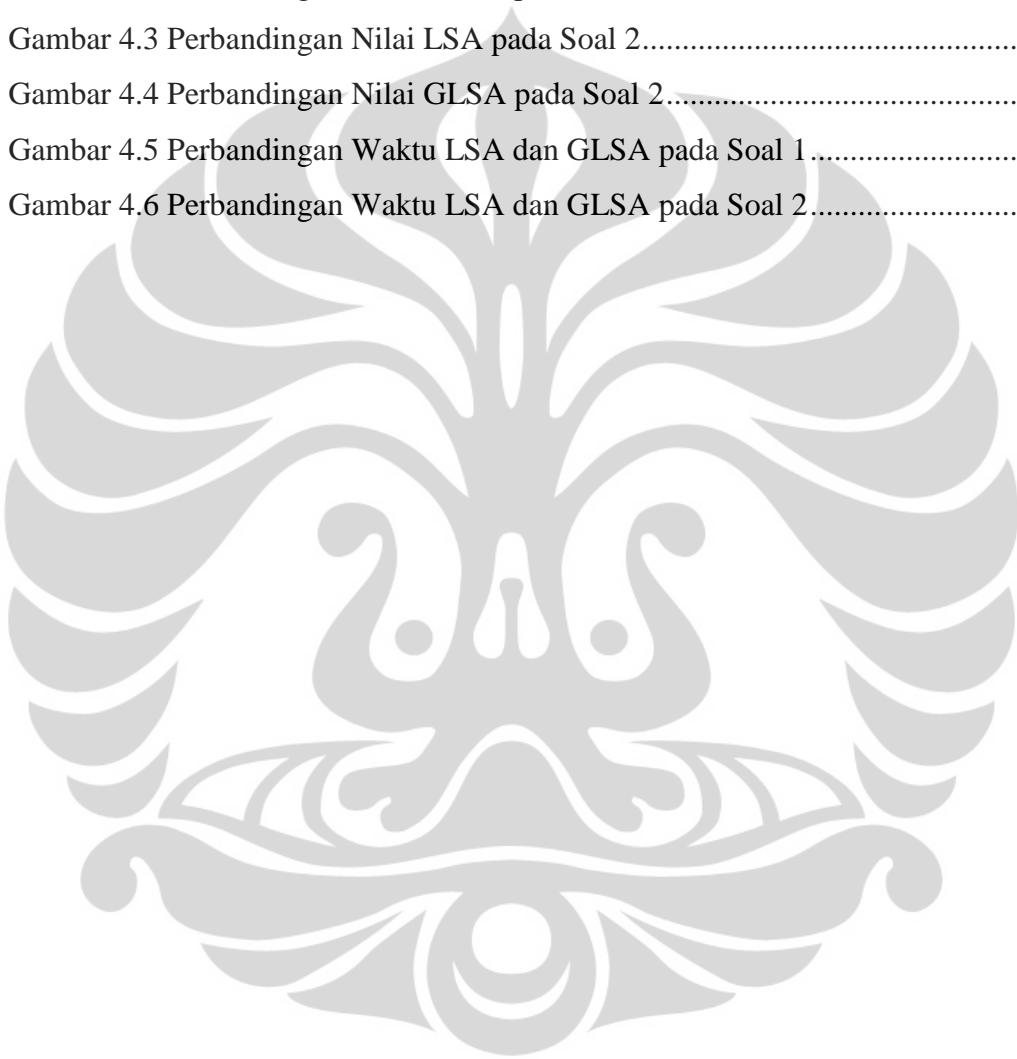 Gambar 4.3 Perbandingan Nilai LSA pada Soal 2.........................................
Gambar 4.4 Perbandingan Nilai GLSA pada Soal 2......................................
Gambar 4.5 Perbandingan Waktu LSA dan GLSA pada Soal 1.......................
Gambar 4.6 Perbandingan Waktu LSA dan GLSA pada Soal 2.......................